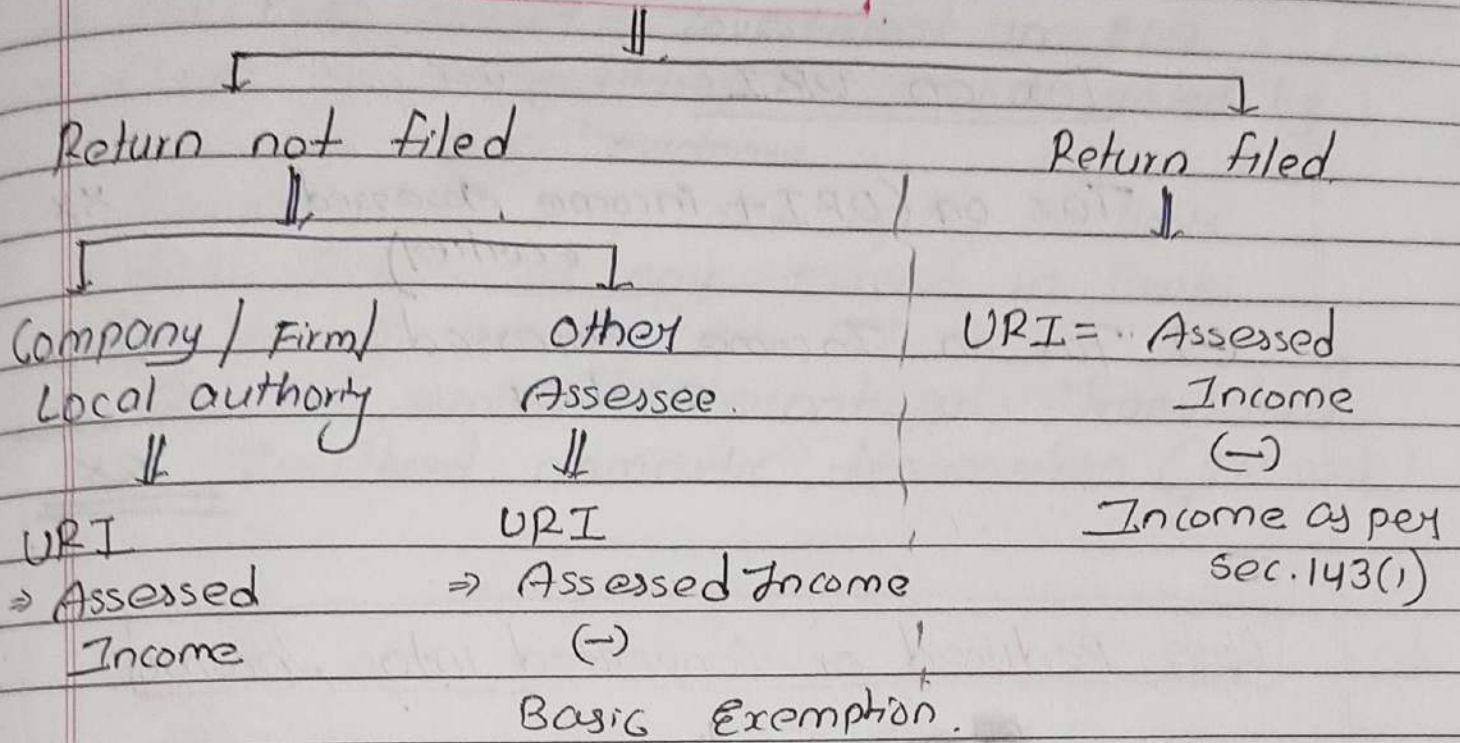 Return not filed
Return filed.
Company / Firm/
Local authorty
Other
Assessee.
URI = Assessed
Income
(-)
Income as per
Sec. 143(1)
URI
⇒ Assessed
Income
URI
⇒ Assessed Income
(-)
Basic Exemption.